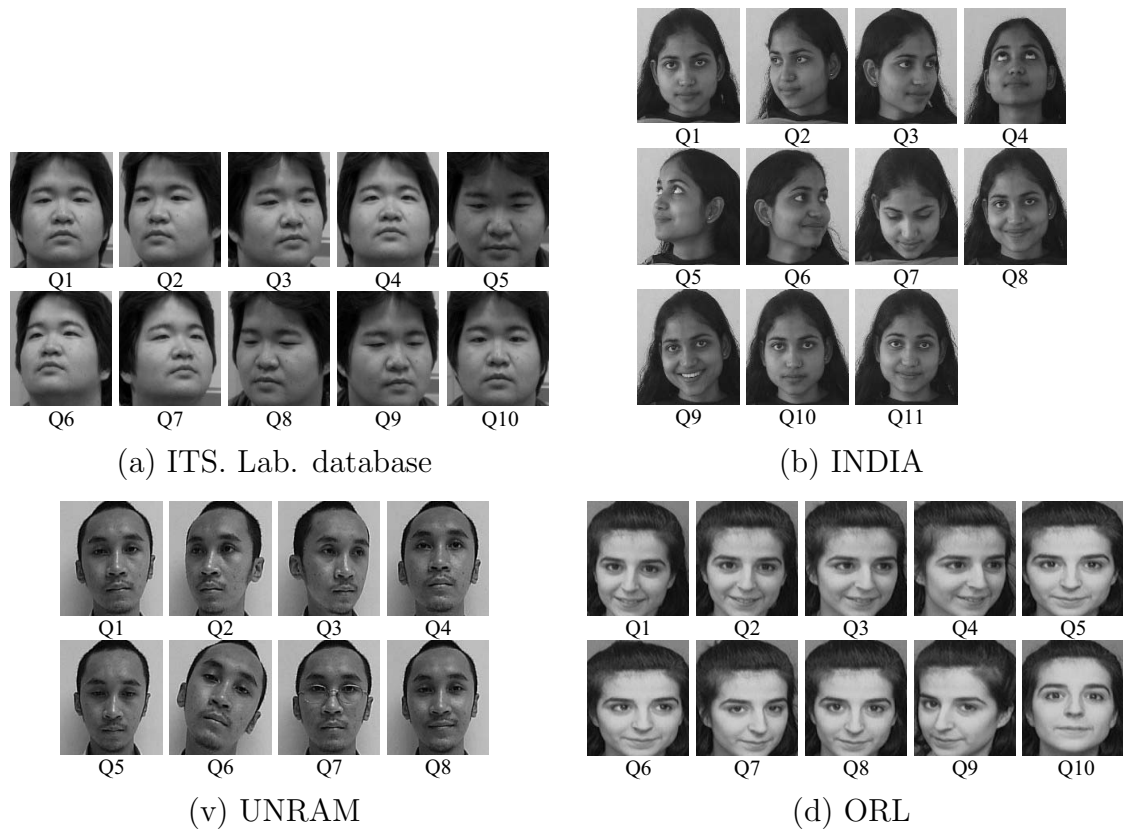 Q1 Q2 Q3 Q4 Q5
Q6 Q7 Q8 Q9 Q10
(a) ITS. Lab. database
Q1 Q2 Q3 Q4
Q5 Q6 Q7 Q8
Q9 Q10 Q11
(b) INDIA
Q1 Q2 Q3 Q4
Q5 Q6 Q7 Q8
(v) UNRAM
Q1 Q2 Q3 Q4 Q5
Q6 Q7 Q8 Q9 Q10
(d) ORL